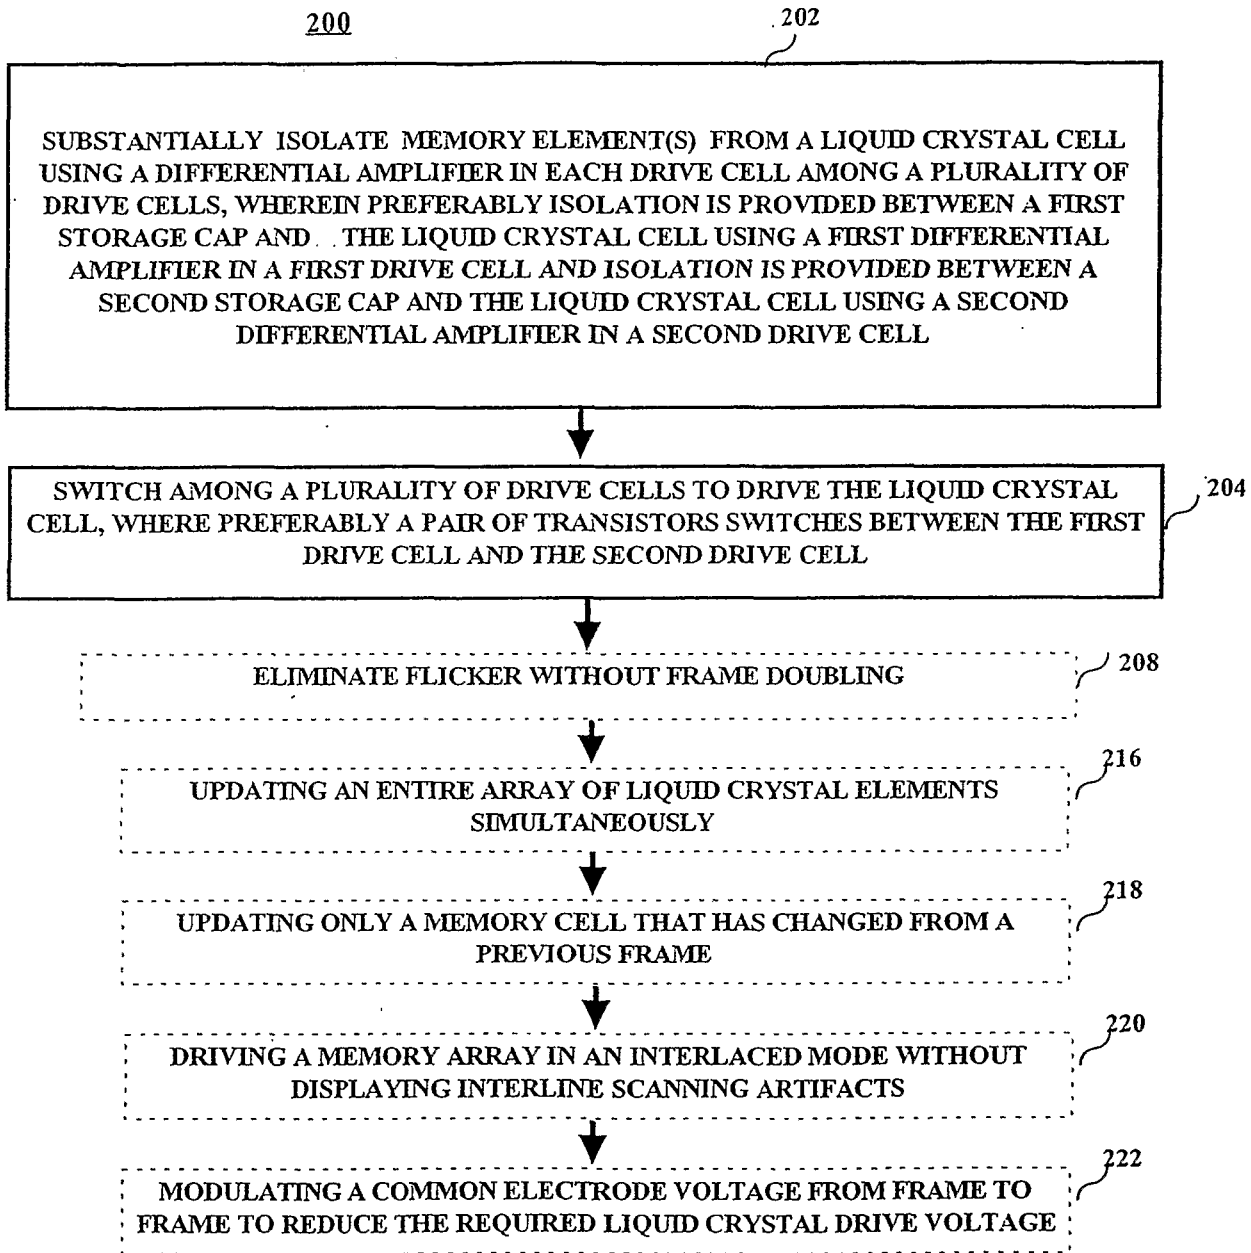 200
202
SUBSTANTIALLY ISOLATE MEMORY ELEMENT(S) FROM A LIQUID CRYSTAL CELL
USING A DIFFERENTIAL AMPLIFIER IN EACH DRIVE CELL AMONG A PLURALITY OF
DRIVE CELLS, WHEREIN PREFERABLY ISOLATION IS PROVIDED BETWEEN A FIRST
STORAGE CAP AND THE LIQUID CRYSTAL CELL USING A FIRST DIFFERENTIAL
AMPLIFIER IN A FIRST DRIVE CELL AND ISOLATION IS PROVIDED BETWEEN A
SECOND STORAGE CAP AND THE LIQUID CRYSTAL CELL USING A SECOND
DIFFERENTIAL AMPLIFIER IN A SECOND DRIVE CELL
204
SWITCH AMONG A PLURALITY OF DRIVE CELLS TO DRIVE THE LIQUID CRYSTAL
CELL, WHERE PREFERABLY A PAIR OF TRANSISTORS SWITCHES BETWEEN THE FIRST
DRIVE CELL AND THE SECOND DRIVE CELL
208
ELIMINATE FLICKER WITHOUT FRAME DOUBLING
216
UPDATING AN ENTIRE ARRAY OF LIQUID CRYSTAL ELEMENTS
SIMULTANEOUSLY
218
UPDATING ONLY A MEMORY CELL THAT HAS CHANGED FROM A
PREVIOUS FRAME
220
DRIVING A MEMORY ARRAY IN AN INTERLACED MODE WITHOUT
DISPLAYING INTERLINE SCANNING ARTIFACTS
222
MODULATING A COMMON ELECTRODE VOLTAGE FROM FRAME TO
FRAME TO REDUCE THE REQUIRED LIQUID CRYSTAL DRIVE VOLTAGE